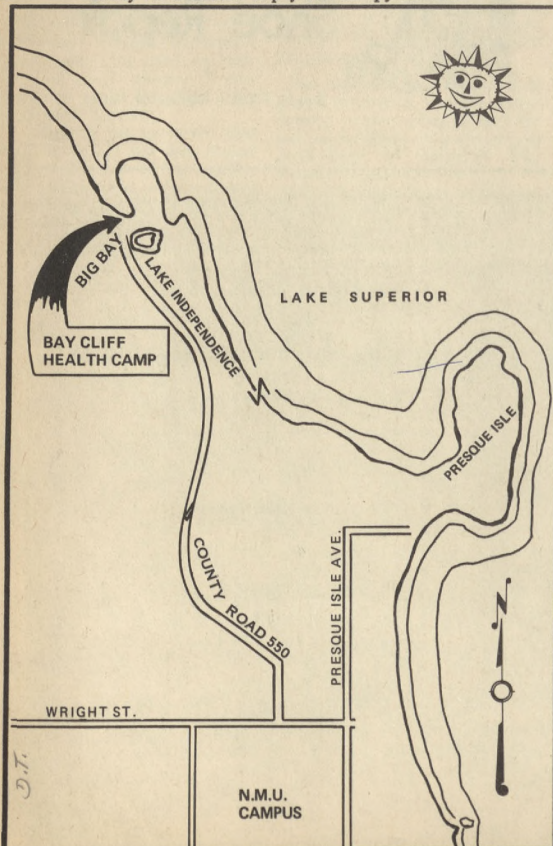 LAKE SUPERIOR
BIG BAY
LAKE INDEPENDENCE
BAY CLIFF
HEALTH CAMP
PRESQUE ISLE
COUNTY ROAD 550
PRESQUE ISLE AVE.
N
WRIGHT ST.
N.M.U.
CAMPUS
D.T.